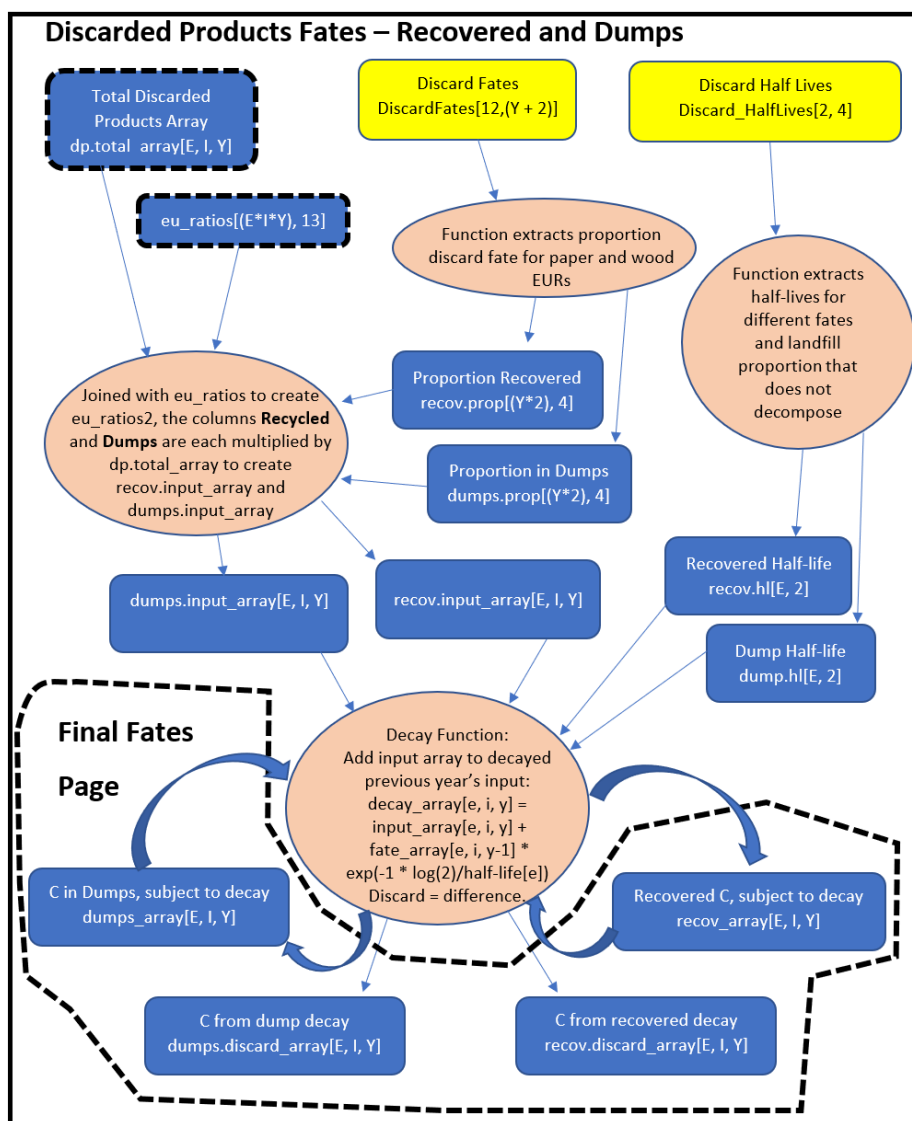 Discarded Products Fates – Recovered and Dumps
Total Discarded
Products Array
dp.total_array[E, I, Y]
Discard Fates
DiscardFates[12,(Y + 2)]
Discard Half Lives
Discard_HalfLives[2, 4]
eu_ratios[(E*I*Y), 13]
Function extracts proportion
discard fate for paper and wood
EURs
Function extracts
half-lives for
different fates
and landfill
proportion that
does not
decompose
Joined with eu_ratios to create
eu_ratios2, the columns Recycled
and Dumps are each multiplied by
dp.total_array to create
recov.input_array and
dumps.input_array
Proportion Recovered
recov.prop[(Y*2), 4]
Proportion in Dumps
dumps.prop[(Y*2), 4]
dumps.input_array[E, I, Y]
recov.input_array[E, I, Y]
Recovered Half-life
recov.hl[E, 2]
Dump Half-life
dump.hl[E, 2]
Final Fates
Page
Decay Function:
Add input array to decayed
previous year's input:
decay_array[e, i, y] =
input_array[e, i, y] +
fate_array[e, i, y-1] *
exp(-1 * log(2)/half-life[e])
Discard = difference.
C in Dumps, subject to decay
dumps_array[E, I, Y]
Recovered C, subject to decay
recov_array[E, I, Y]
C from dump decay
dumps.discard_array[E, I, Y]
C from recovered decay
recov.discard_array[E, I, Y]